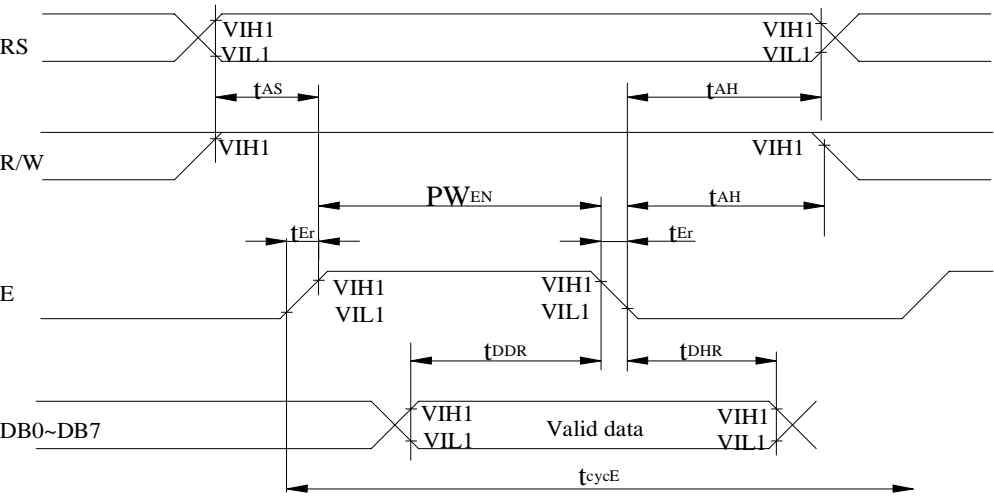 RS
VIH1
VIL1
VIH1
VIL1
tAS
tAH
R/W
VIH1
VIH1
PWEN
tAH
tEr
tEr
E
VIH1
VIL1
VIH1
VIL1
tDDR
tDHR
DB0~DB7
VIH1
VIL1
Valid data
VIH1
VIL1
tcycE